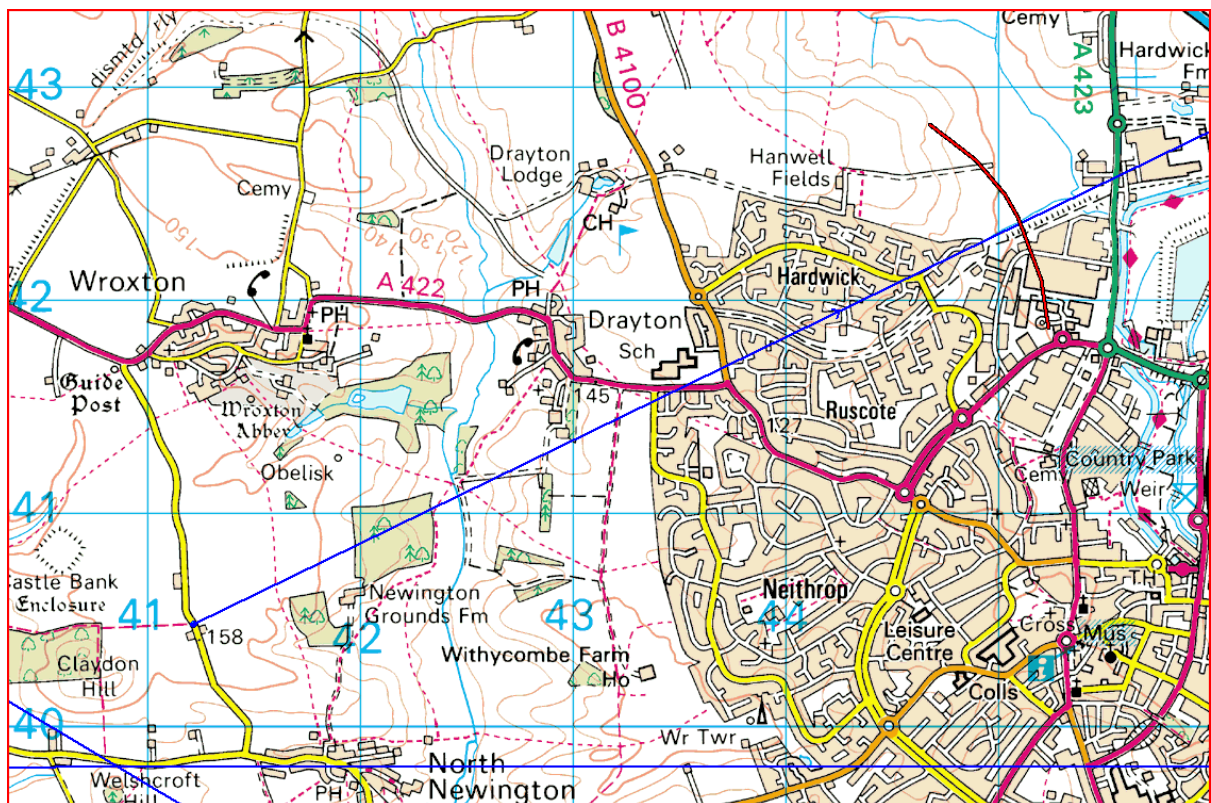 Cemy
dismtd rly
B 4100
A 423
Hardwick
Fm
43
Drayton
Lodge
Hanwell
Fields
Cemy
CH
150
140
130
120
Wroxton
42
A 422
PH
PH
Hardwick
Drayton
Sch
Guide
Post
Wroxton
Abbey
145
Ruscote
127
Obelisk
Country Park
Cemy
Weir
41
Castle Bank
Enclosure
41
158
42
Newington
Grounds Fm
43
Neithrop
44
TH
Leisure
Centre
Cross
Mus
Claydon
Hill
Withycombe Farm
Ho
Colls
i
40
Wr Twr
Welshcroft
Hill
PH
North
Newington